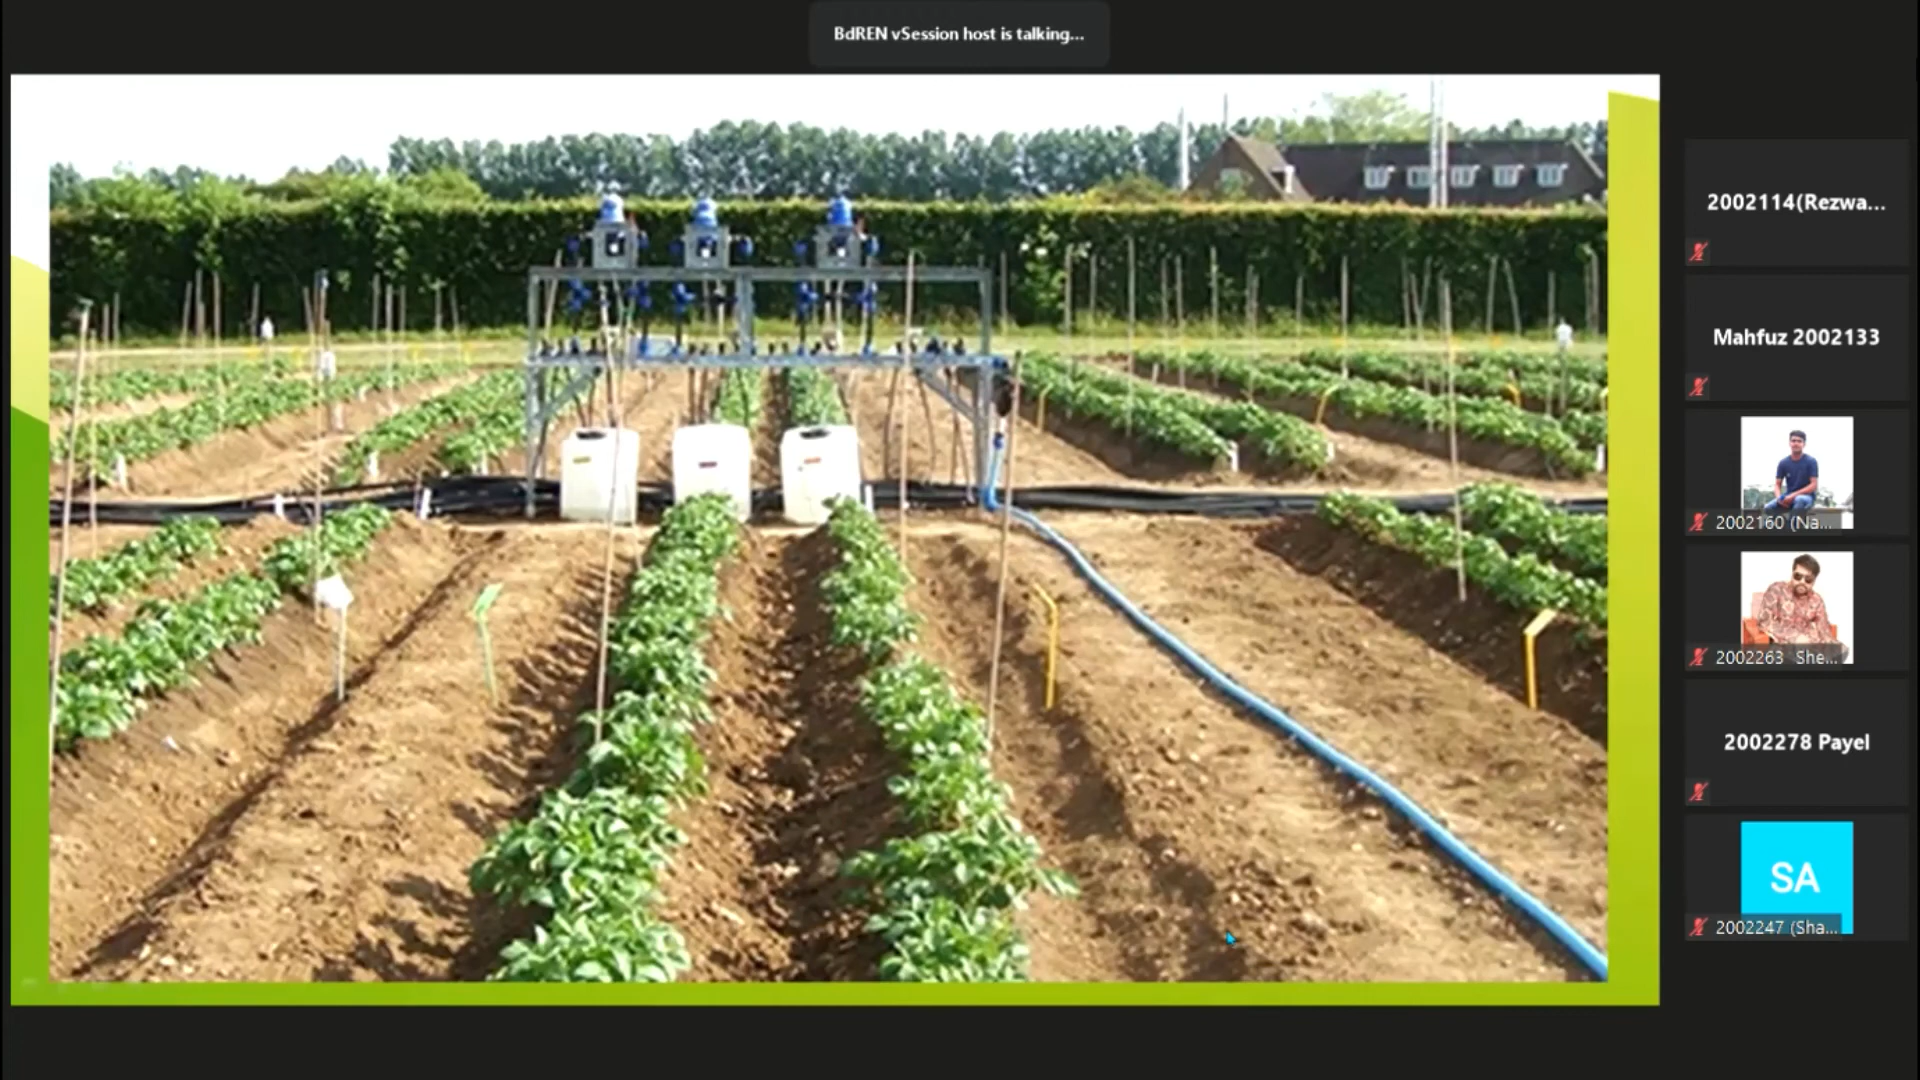 BdREN vSession host is talking...
2002114(Rezwa...
Mahfuz 2002133
2002160 (Na...
2002263 She...
2002278 Payel
SA
2002247 (Sha...